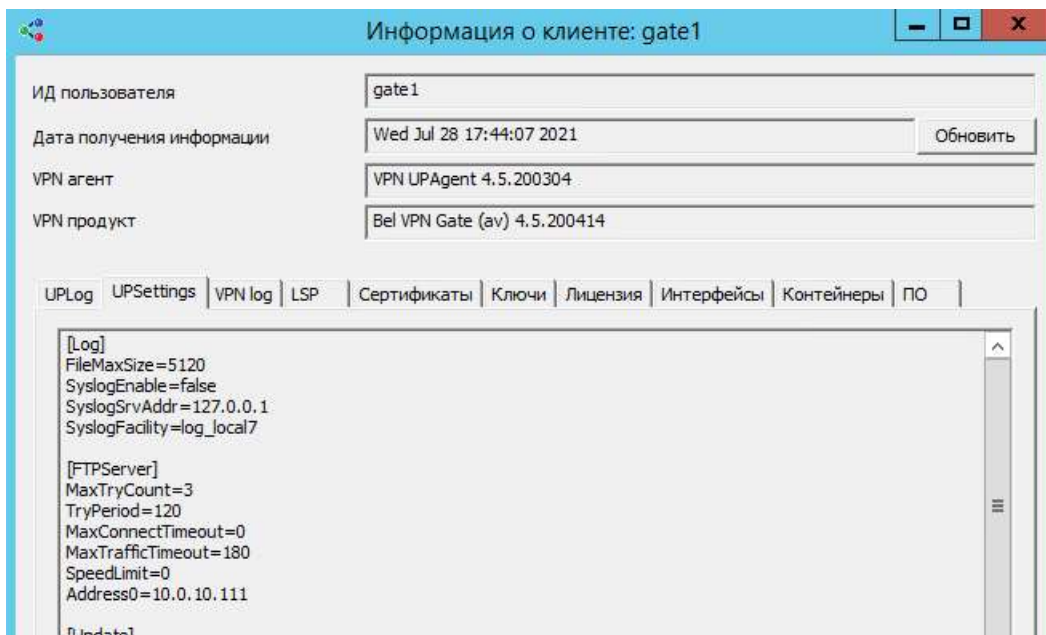 Информация о клиенте: gate1
ИД пользователя gate1
Дата получения информации Wed Jul 28 17:44:07 2021 Обновить
VPN агент VPN UPAgent 4.5.200304
VPN продукт Bel VPN Gate (av) 4.5.200414
UPLog UPSettings VPN log LSP Сертификаты Ключи Лицензия Интерфейсы Контейнеры ПО
[Log]
FileMaxSize=5120
SyslogEnable=false
SyslogSrvAddr=127.0.0.1
SyslogFacility=log_local7
[FTPServer]
MaxTryCount=3
TryPeriod=120
MaxConnectTimeout=0
MaxTrafficTimeout=180
SpeedLimit=0
Address0=10.0.10.111
[Update]